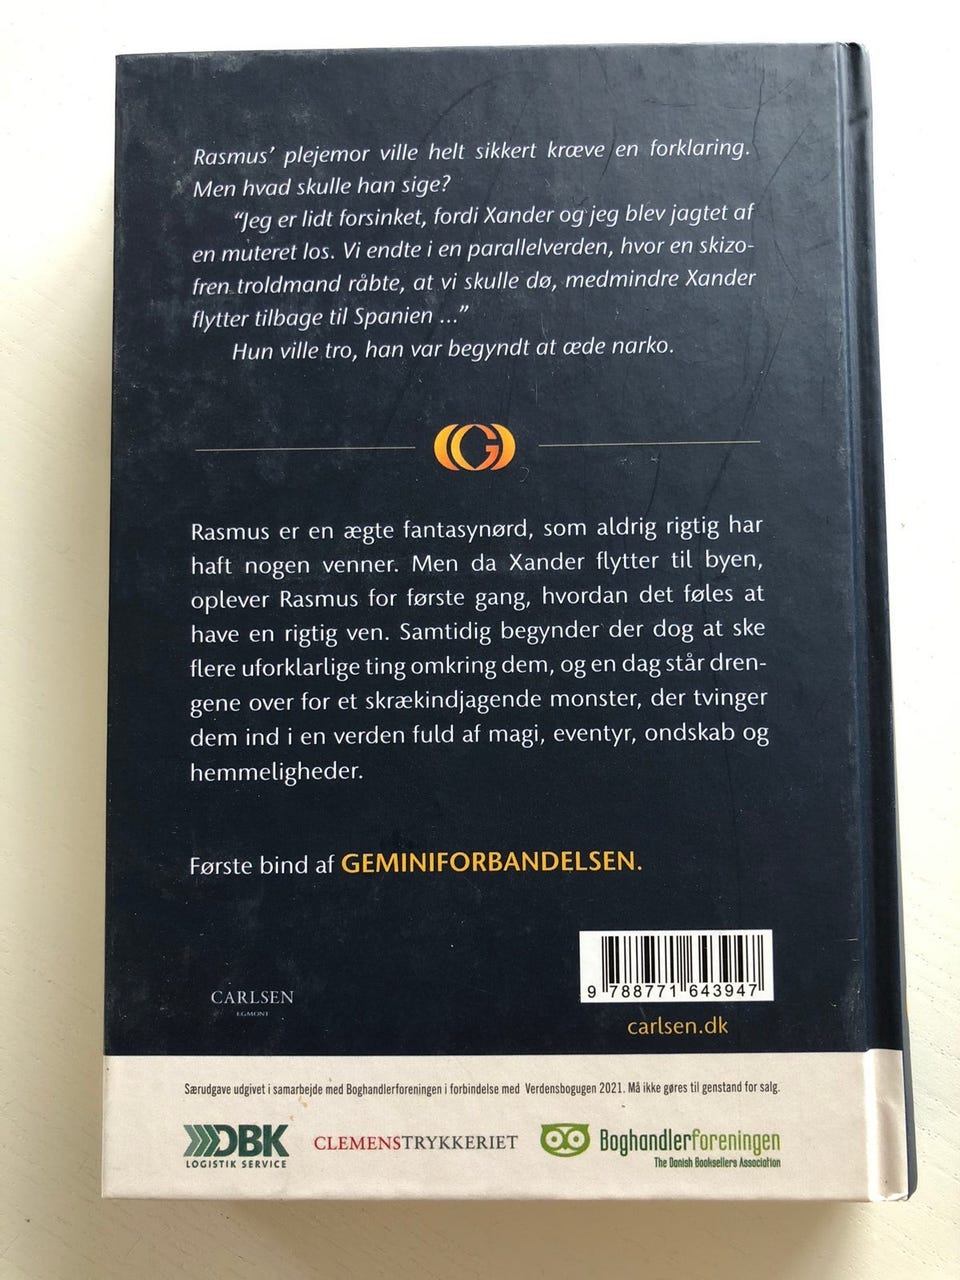 Rasmus’ plejemor ville helt sikkert kræve en forklaring.
Men hvad skulle han sige?
“Jeg er lidt forsinket, fordi Xander og jeg blev jagtet af
en muteret los. Vi endte i en parallelverden, hvor en skizo-
fren troldmand råbte, at vi skulle dø, medmindre Xander
flytter tilbage til Spanien ...”
Hun ville tro, han var begyndt at æde narko.
G
Rasmus er en ægte fantasynørd, som aldrig rigtig har
haft nogen venner. Men da Xander flytter til byen,
oplever Rasmus for første gang, hvordan det føles at
have en rigtig ven. Samtidig begynder der dog at ske
flere uforklarlige ting omkring dem, og en dag står dren-
gene over for et skrækindjagende monster, der tvinger
dem ind i en verden fuld af magi, eventyr, ondskab og
hemmeligheder.
Første bind af GEMINIFORBANDELSEN.
CARLSEN
EGMONT
9 788771 643947
carlsen.dk
Særudgave udgivet i samarbejde med Boghandlerforeningen i forbindelse med Verdensbogugen 2021. Må ikke gøres til genstand for salg.
DBK
LOGISTIK SERVICE
CLEMENSTRYKKERIET
Boghandlerforeningen
The Danish Booksellers Association